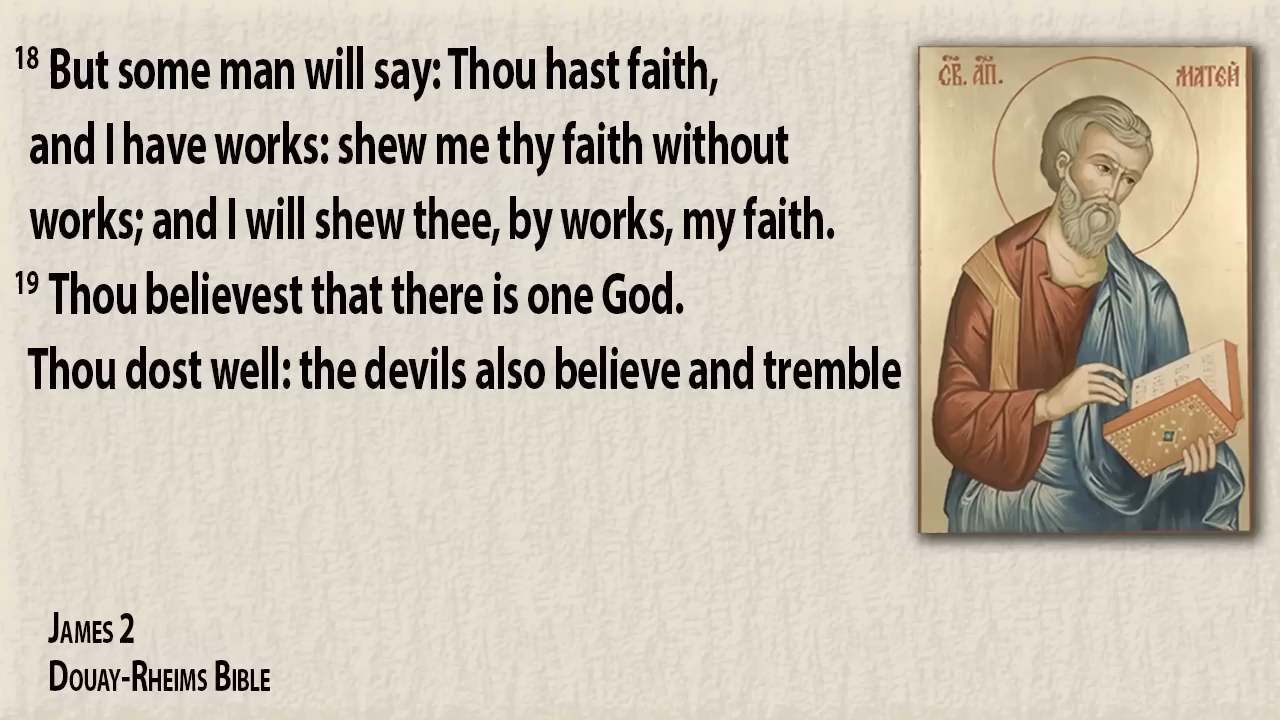 18 But some man will say: Thou hast faith,
and I have works: shew me thy faith without
works; and I will shew thee, by works, my faith.
19 Thou believest that there is one God.
Thou dost well: the devils also believe and tremble
СВ. АП. МАТЕЙ
James 2
Douay-Rheims Bible